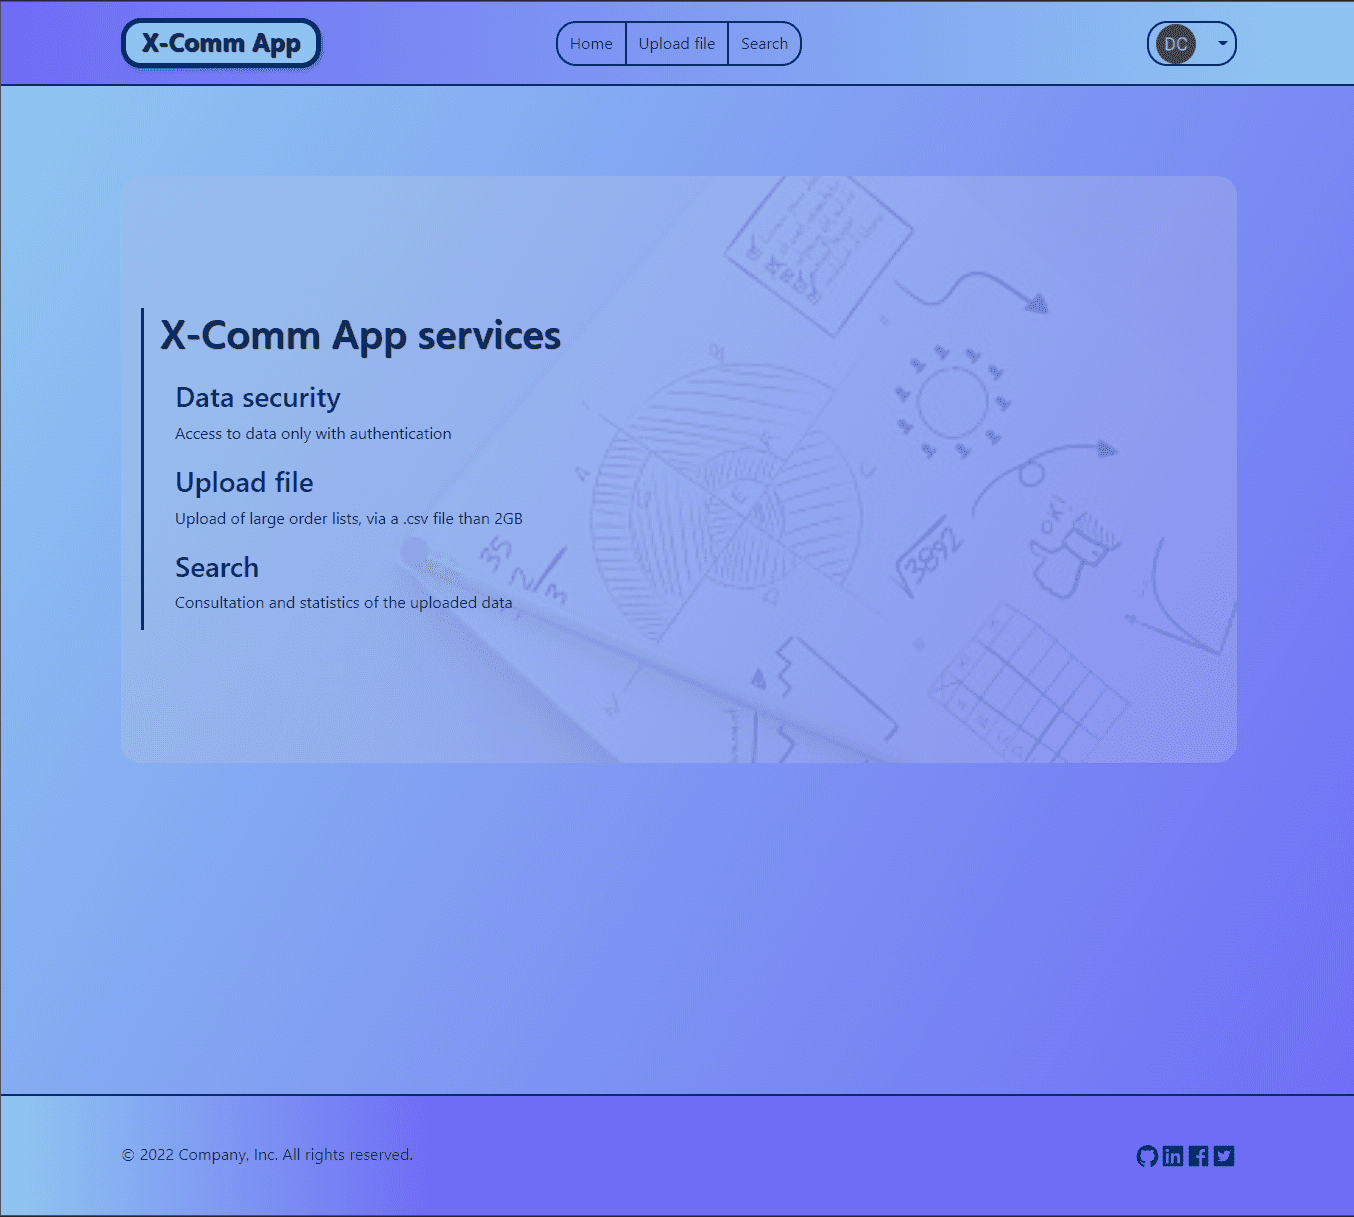 X-Comm App
Home
Upload file
Search
DC
X-Comm App services
Data security
Access to data only with authentication
Upload file
Upload of large order lists, via a .csv file than 2GB
Search
Consultation and statistics of the uploaded data
3892
OK!
© 2022 Company, Inc. All rights reserved.